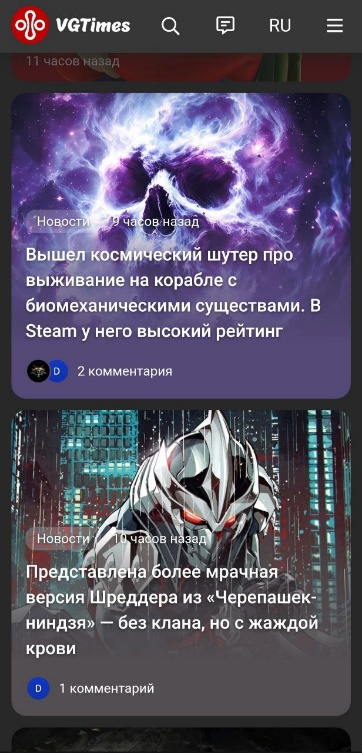 VGTimes
RU
11 часов назад
Новости 9 часов назад
Вышел космический шутер про
выживание на корабле с
биомеханическими существами. В
Steam у него высокий рейтинг
D 2 комментария
Новости 10 часов назад
Представлена более мрачная
версия Шреддера из «Черепашек-
ниндзя» — без клана, но с жаждой
крови
D 1 комментарий